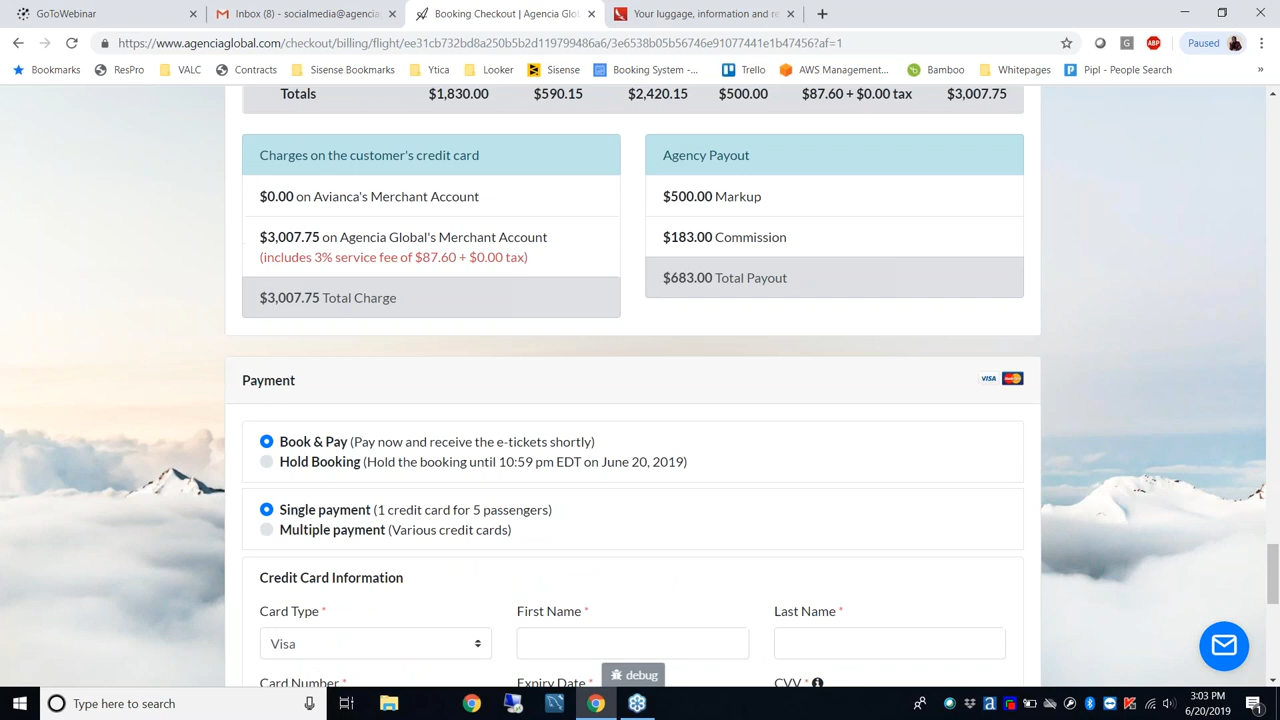 GoToWebinar
Inbox (8) - socialmedia@agencia
Booking Checkout | Agencia Glo
Your luggage, information and re
https://www.agenciaglobal.com/checkout/billing/flight/ee31cb732bd8a250b5b2d119799486a6/3e6538b05b56746e91077441e1b47456?af=1
G
ABP
Paused
Bookmarks
ResPro
VALC
Contracts
Sisense Bookmarks
Ytica
Looker
Sisense
Booking System -...
Trello
AWS Management...
Bamboo
Whitepages
Pipl - People Search
»
Totals $1,830.00 $590.15 $2,420.15 $500.00 $87.60 + $0.00 tax $3,007.75
Charges on the customer's credit card
$0.00 on Avianca's Merchant Account
$3,007.75 on Agencia Global's Merchant Account
(includes 3% service fee of $87.60 + $0.00 tax)
$3,007.75 Total Charge
Agency Payout
$500.00 Markup
$183.00 Commission
$683.00 Total Payout
Payment
VISA
Book & Pay (Pay now and receive the e-tickets shortly)
Hold Booking (Hold the booking until 10:59 pm EDT on June 20, 2019)
Single payment (1 credit card for 5 passengers)
Multiple payment (Various credit cards)
Credit Card Information
Card Type *
First Name *
Last Name *
Visa
Card Number *
Expiry Date *
CVV *
debug
Type here to search
3:03 PM
6/20/2019